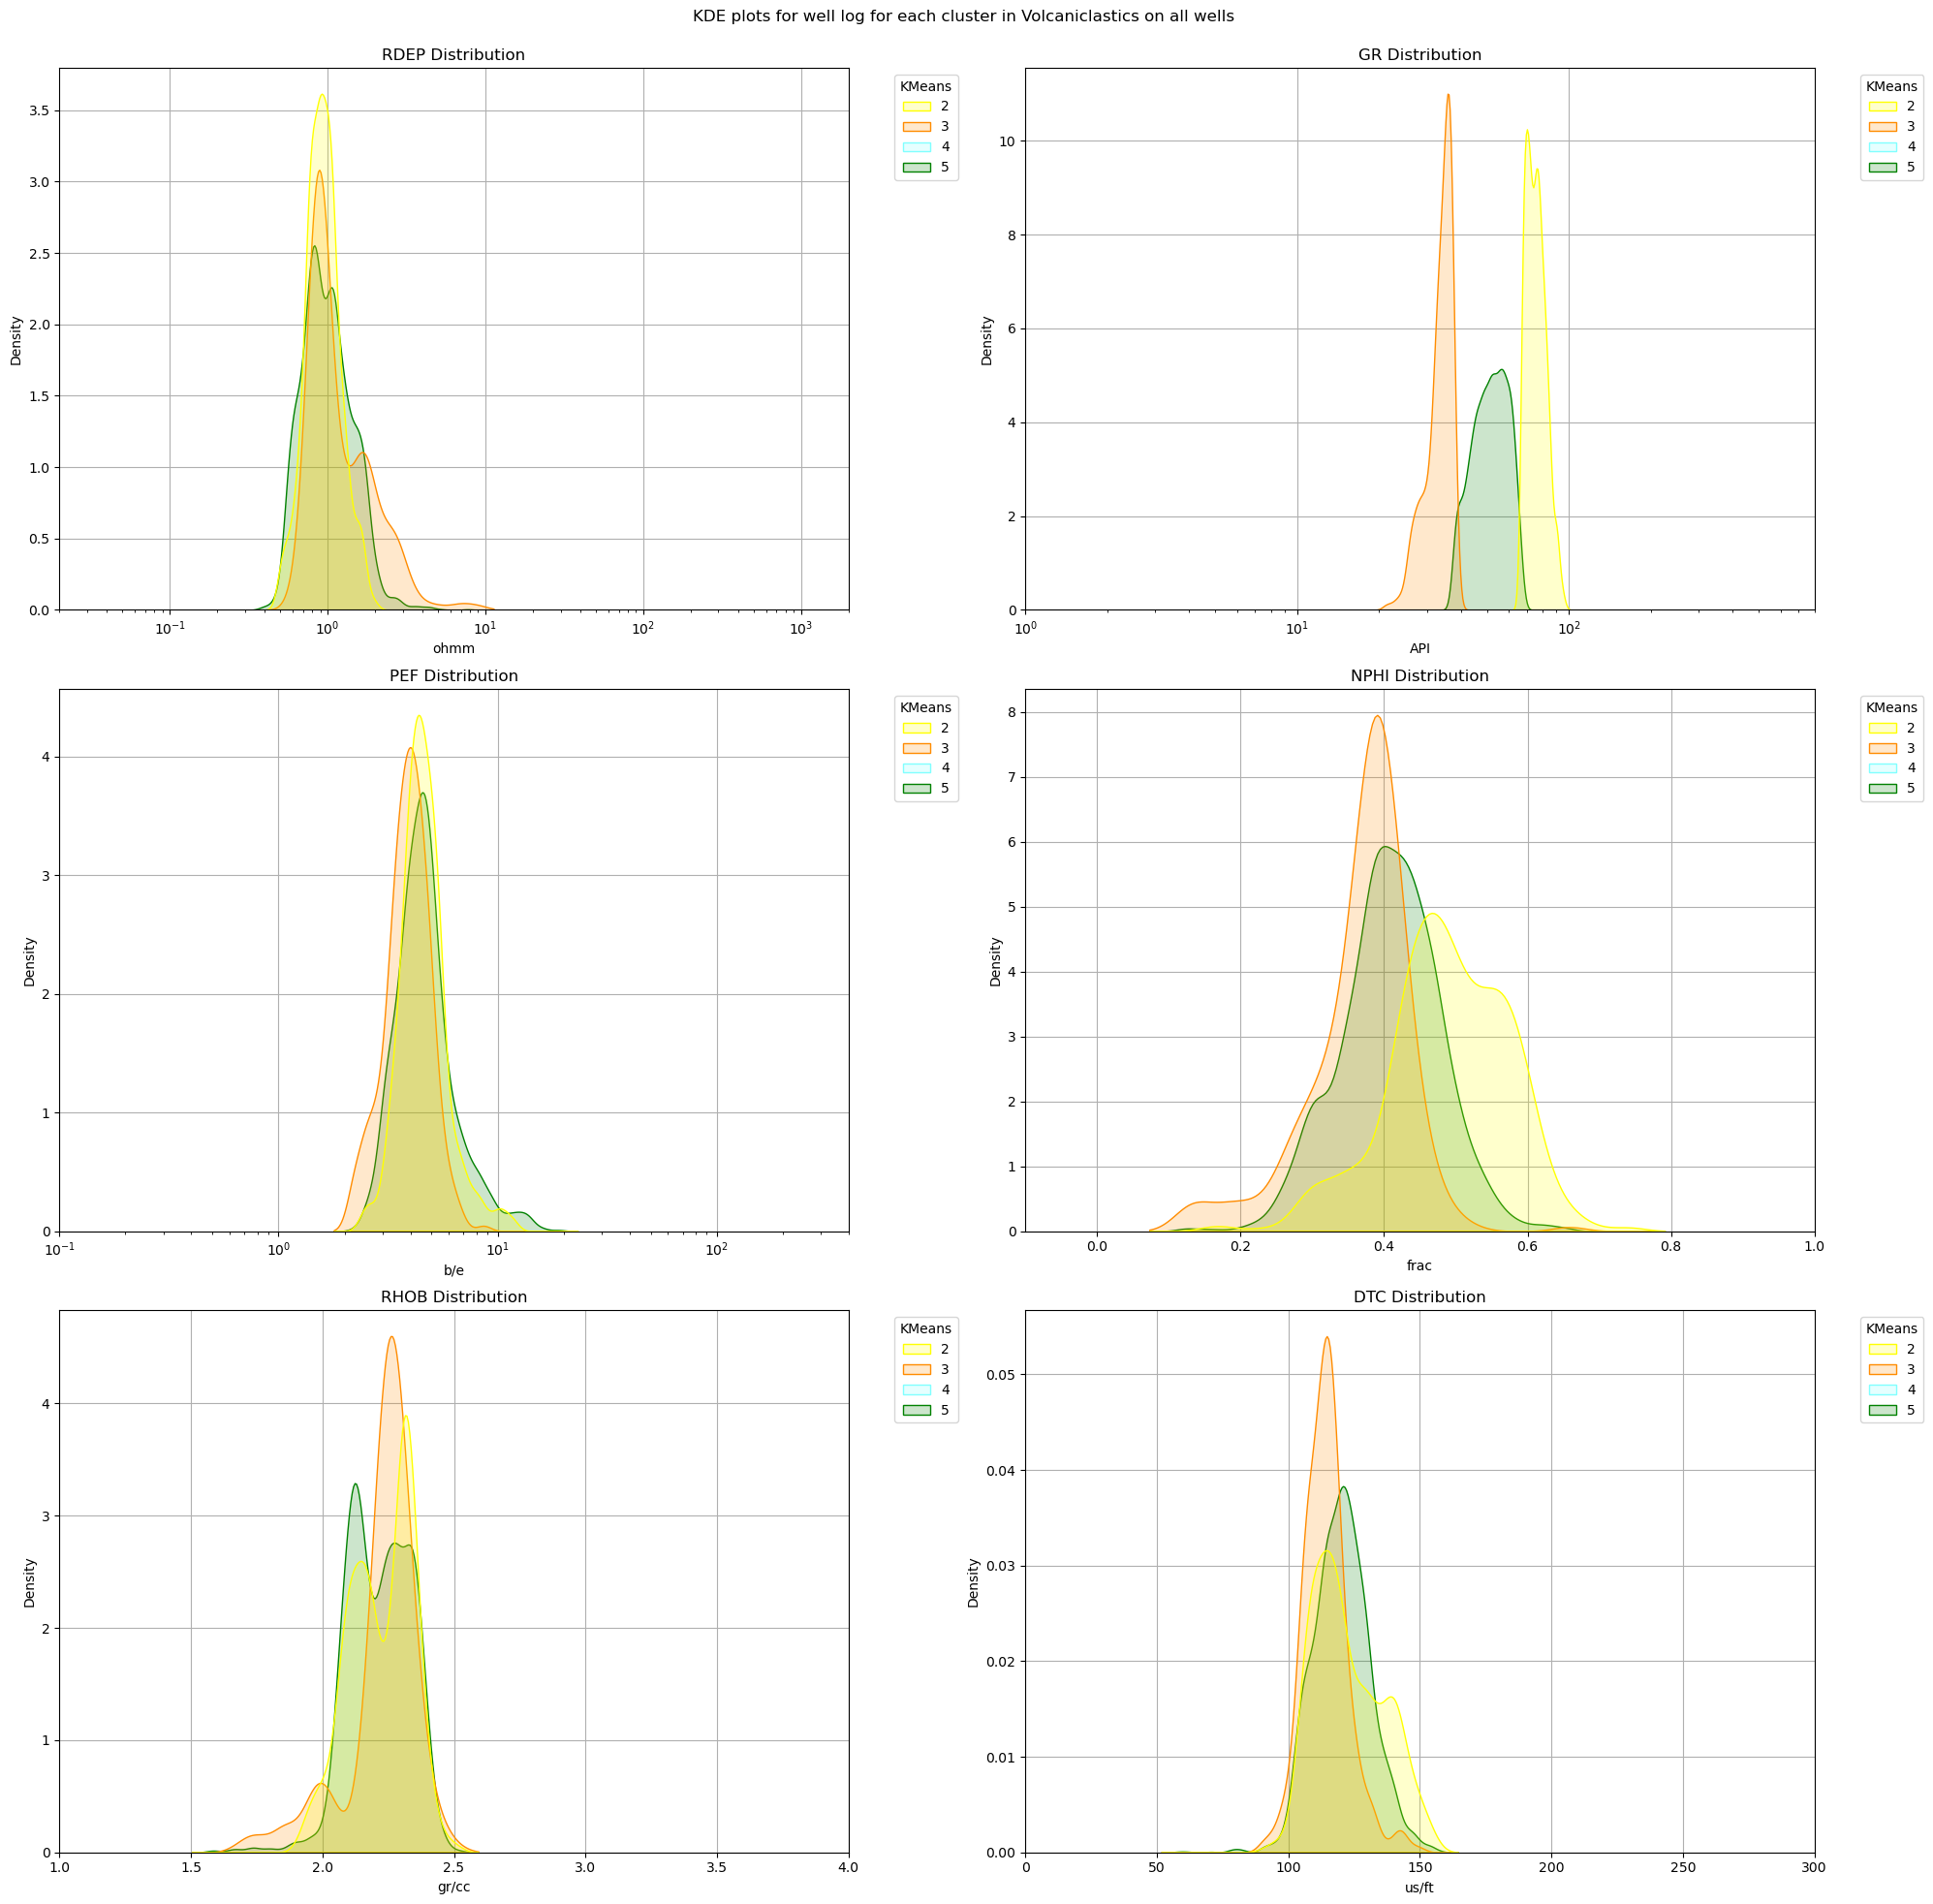 KDE plots for well log for each cluster in Volcaniclastics on all wells
RDEP Distribution
Density
3.5
3.0
2.5
2.0
1.5
1.0
0.5
0.0
10⁻¹ 10⁰ 10¹ 10² 10³
ohmm
KMeans
2
3
4
5
GR Distribution
Density
10
8
6
4
2
0
10⁰ 10¹ 10²
API
KMeans
2
3
4
5
PEF Distribution
Density
4
3
2
1
0
10⁻¹ 10⁰ 10¹ 10²
b/e
KMeans
2
3
4
5
NPHI Distribution
Density
8
7
6
5
4
3
2
1
0
0.0 0.2 0.4 0.6 0.8 1.0
frac
KMeans
2
3
4
5
RHOB Distribution
Density
4
3
2
1
0
1.0 1.5 2.0 2.5 3.0 3.5 4.0
gr/cc
KMeans
2
3
4
5
DTC Distribution
Density
0.05
0.04
0.03
0.02
0.01
0.00
0 50 100 150 200 250 300
us/ft
KMeans
2
3
4
5